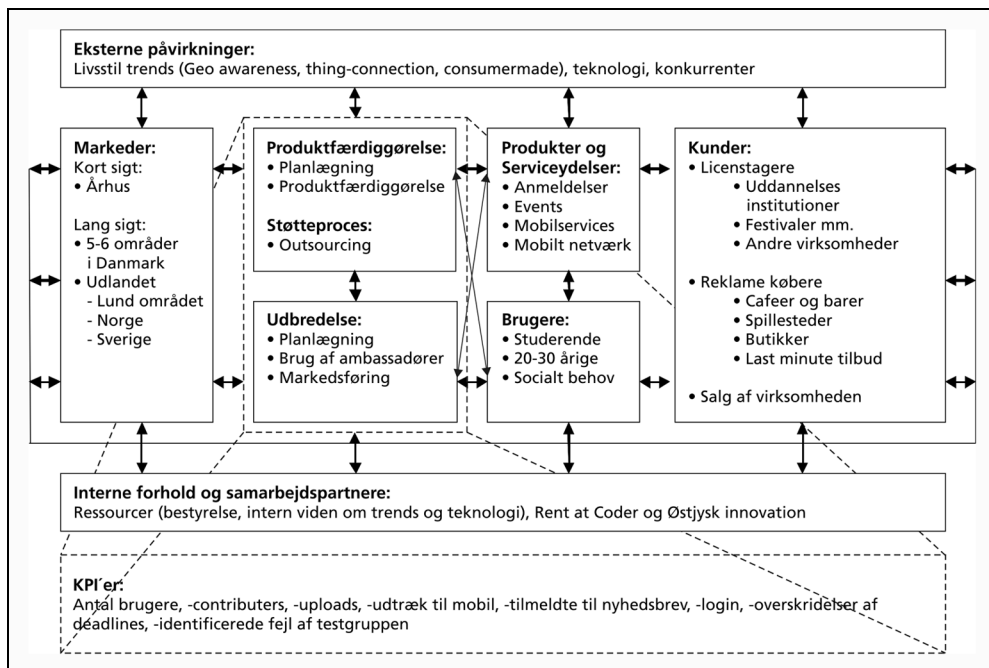 Eksterne påvirkninger:
Livsstil trends (Geo awareness, thing-connection, consumermade), teknologi, konkurrenter
Markeder:
Kort sigt:
• Århus
Lang sigt:
• 5-6 områder
i Danmark
• Udlandet
- Lund området
- Norge
- Sverige
Produktfærdiggørelse:
• Planlægning
• Produktfærdiggørelse
Støtteproces:
• Outsourcing
Udbredelse:
• Planlægning
• Brug af ambassadører
• Markedsføring
Produkter og
Serviceydelser:
• Anmeldelser
• Events
• Mobilservices
• Mobilt netværk
Brugere:
• Studerende
• 20-30 årige
• Socialt behov
Kunder:
• Licenstagere
• Uddannelses
institutioner
• Festivaler mm.
• Andre virksomheder
• Reklame købere
• Cafeer og barer
• Spillesteder
• Butikker
• Last minute tilbud
• Salg af virksomheden
Interne forhold og samarbejdspartnere:
Ressourcer (bestyrelse, intern viden om trends og teknologi), Rent at Coder og Østjysk innovation
KPI´er:
Antal brugere, -contributers, -uploads, -udtræk til mobil, -tilmeldte til nyhedsbrev, -login, -overskridelser af
deadlines, -identificerede fejl af testgruppen